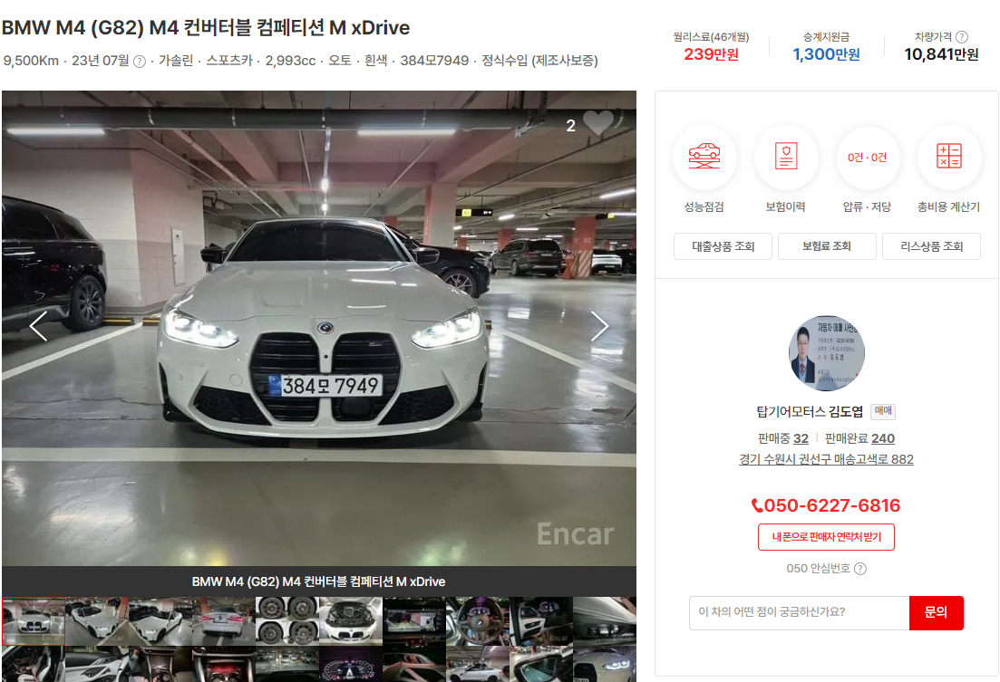 BMW M4 (G82) M4 컨버터블 컴페티션 M xDrive
9,500Km · 23년 07월 ? · 가솔린 · 스포츠카 · 2,993cc · 오토 · 흰색 · 384모7949 · 정식수입 (제조사보증)
월리스료(46개월) 승계지원금 차량가격 ?
239만원 1,300만원 10,841만원
2
384모 7949
Encar
BMW M4 (G82) M4 컨버터블 컴페티션 M xDrive
0건 · 0건
성능점검 보험이력 압류 · 저당 총비용 계산기
대출상품 조회 보험료 조회 리스상품 조회
자동차 매매 사원증
탑기어모터스 김도엽 매매
판매중 32 판매완료 240
경기 수원시 권선구 매송고색로 882
050-6227-6816
내 폰으로 판매자 연락처 받기
050 안심번호 ?
이 차의 어떤 점이 궁금하신가요? 문의